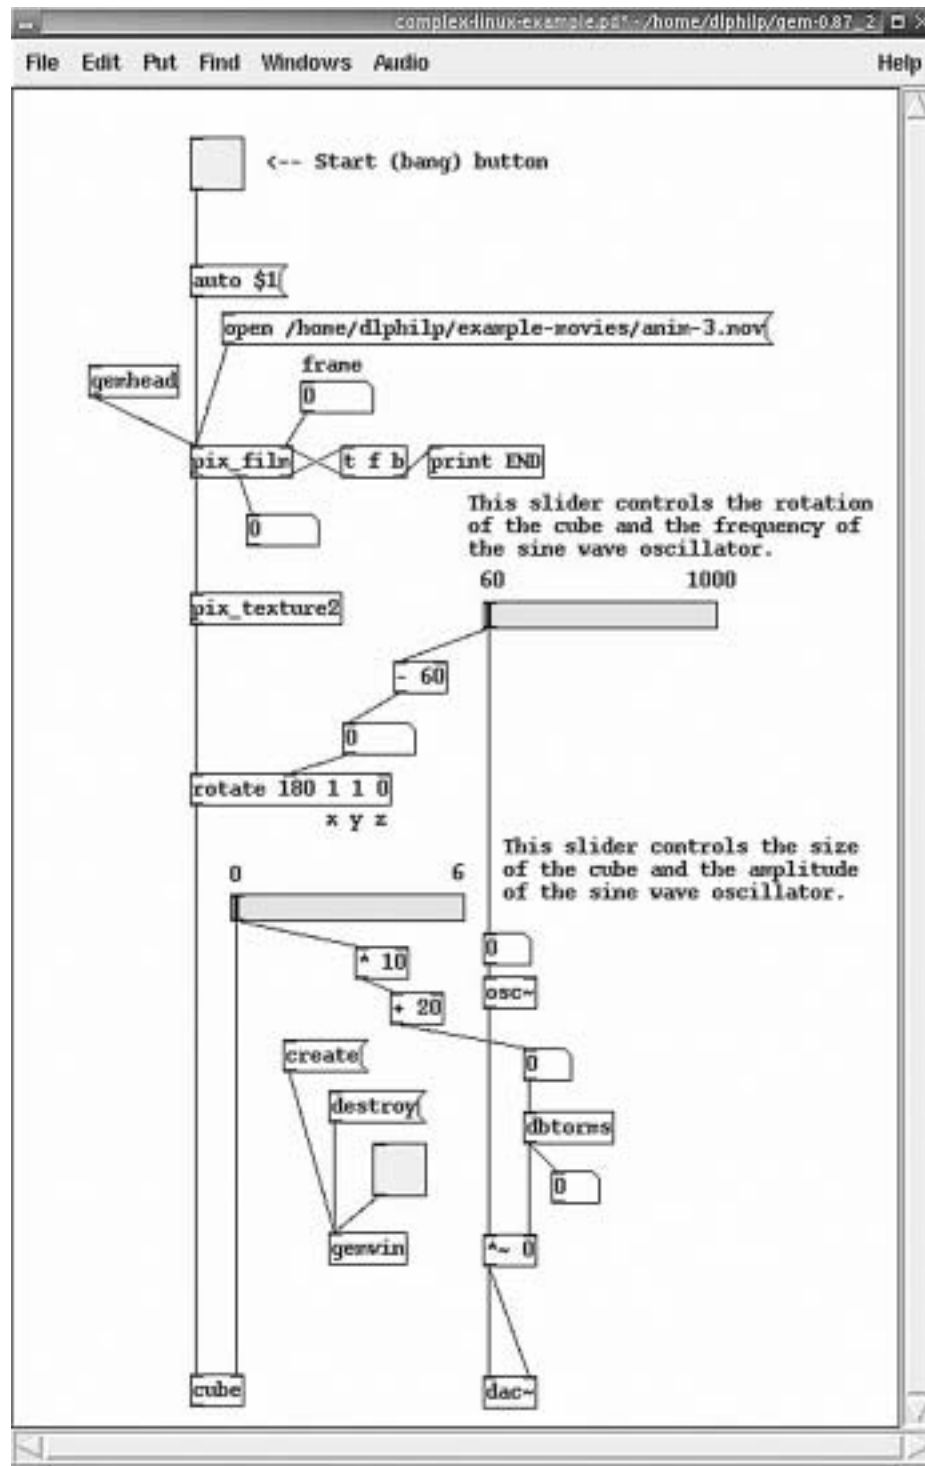 complex-linux-example.pd* - /home/dlphilp/gem-0.87_2
File Edit Put Find Windows Audio Help
<-- Start (bang) button
auto $1
open /home/dlphilp/example-movies/anim-3.mov
frame
gemhead
0
pix_film t f b print END
This slider controls the rotation
of the cube and the frequency of
the sine wave oscillator.
0
60 1000
pix_texture2
- 60
0
rotate 180 1 1 0
x y z
This slider controls the size
of the cube and the amplitude
of the sine wave oscillator.
0 6
0
* 10
osc~
+ 20
create
0
destroy
dbtorms
0
gemwin
*~ 0
cube
dac~